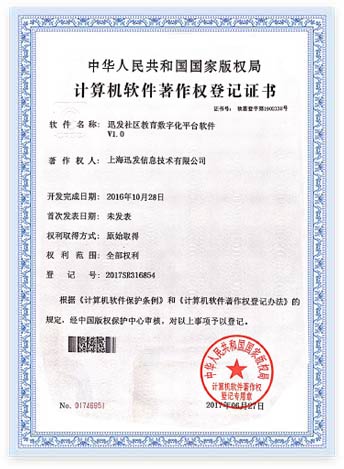 中华人民共和国国家版权局
计算机软件著作权登记证书
证书号：软著登字第1902138号
软件名称：迅发社区教育数字化平台软件
V1.0
著作权人：上海迅发信息技术有限公司
开发完成日期：2016年10月28日
首次发表日期：未发表
权利取得方式：原始取得
权利范围：全部权利
登记号：2017SR316854
根据《计算机软件保护条例》和《计算机软件著作权登记办法》的
规定，经中国版权保护中心审核，对以上事项予以登记。
中华人民共和国国家版权局
计算机软件著作权
登记专用章
No. 01746951
2017年06月27日